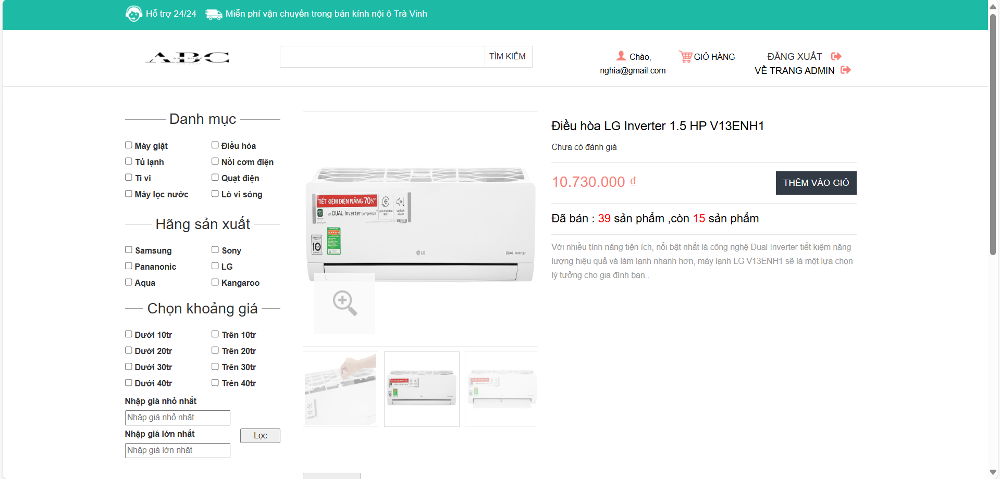 Hỗ trợ 24/24 Miễn phí vận chuyển trong bán kính nội ô Trà Vinh
ABC
TÌM KIẾM
Chào,
nghia@gmail.com
GIỎ HÀNG
ĐĂNG XUẤT
VỀ TRANG ADMIN
Danh mục
Máy giặt Điều hòa
Tủ lạnh Nồi cơm điện
Ti vi Quạt điện
Máy lọc nước Lò vi sóng
Hãng sản xuất
Samsung Sony
Pananonic LG
Aqua Kangaroo
Chọn khoảng giá
Dưới 10tr Trên 10tr
Dưới 20tr Trên 20tr
Dưới 30tr Trên 30tr
Dưới 40tr Trên 40tr
Nhập giá nhỏ nhất
Nhập giá nhỏ nhất
Nhập giá lớn nhất
Lọc
Nhập giá lớn nhất
TIẾT KIỆM ĐIỆN NĂNG 70%
với DUAL Inverter Compressor
10
LG
DUAL Inverter
Điều hòa LG Inverter 1.5 HP V13ENH1
Chưa có đánh giá
10.730.000 ₫
THÊM VÀO GIỎ
Đã bán : 39 sản phẩm ,còn 15 sản phẩm
Với nhiều tính năng tiện ích, nổi bật nhất là công nghệ Dual Inverter tiết kiệm năng
lượng hiệu quả và làm lạnh nhanh hơn, máy lạnh LG V13ENH1 sẽ là một lựa chọn
lý tưởng cho gia đình bạn..